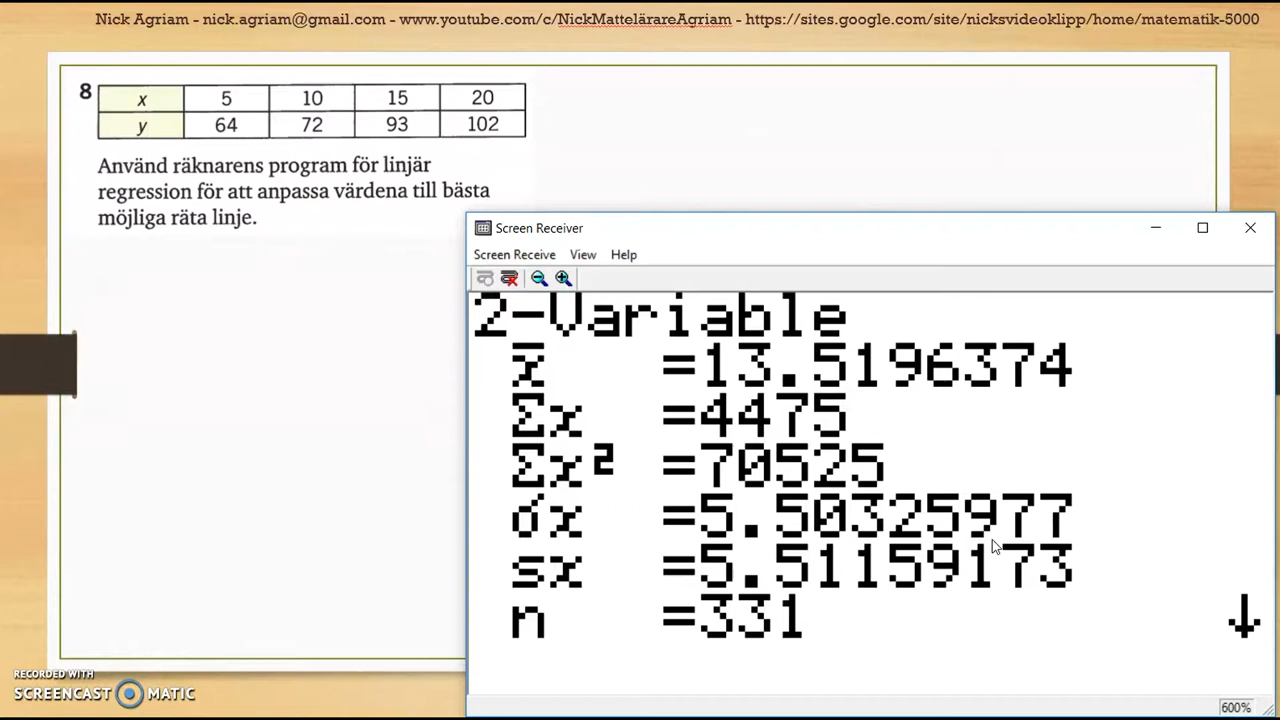 Nick Agriam - nick.agriam@gmail.com - www.youtube.com/c/NickMattelärareAgriam - https://sites.google.com/site/nicksvideoklipp/home/matematik-5000
8
x 5 10 15 20
y 64 72 93 102
Använd räknarens program för linjär
regression för att anpassa värdena till bästa
möjliga räta linje.
Screen Receiver
Screen Receive View Help
2-Variable
x̄ =13.5196374
Σx =4475
Σx² =70525
σx =5.50325977
sx =5.51159173
n =331 ↓
600%
RECORDED WITH
SCREENCAST MATIC